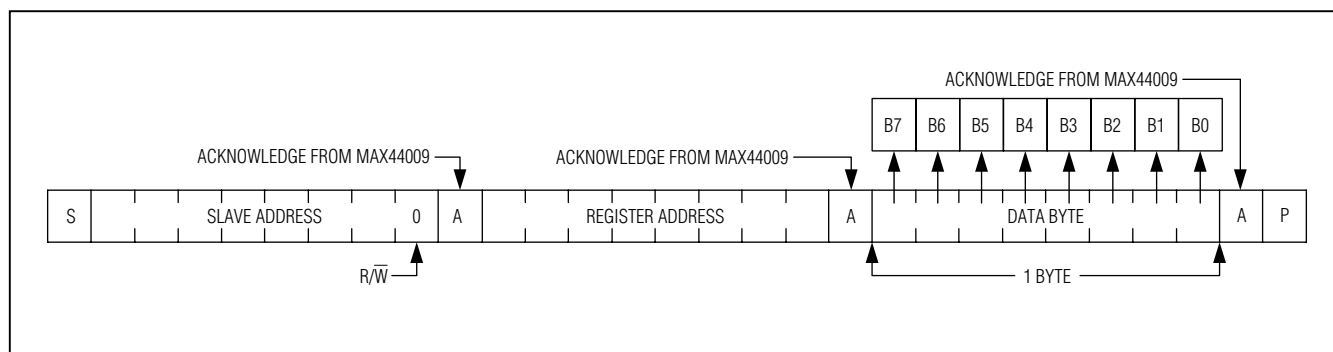 ACKNOWLEDGE FROM MAX44009
B7 B6 B5 B4 B3 B2 B1 B0
ACKNOWLEDGE FROM MAX44009 ACKNOWLEDGE FROM MAX44009
S SLAVE ADDRESS 0 A REGISTER ADDRESS A DATA BYTE A P
R/W̅ 1 BYTE